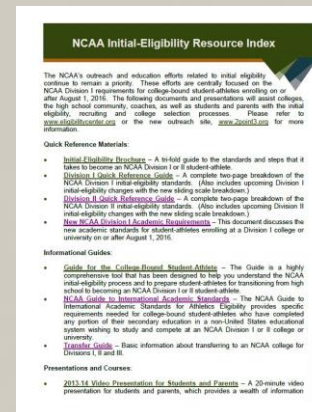 NCAA Initial-Eligibility Resource Index
The NCAA's outreach and education efforts related to initial eligibility
continue to remain a priority. These efforts are centrally focused on the
NCAA Division I requirements for college-bound student-athletes enrolling on or
after August 1, 2016. The following documents and presentations will assist colleges,
the high school community, coaches, as well as students and parents with the initial
eligibility, recruiting and college selection processes. Please refer to
www.eligibilitycenter.org or the new outreach site, www.2point3.org for more
information.
Quick Reference Materials:
• Initial-Eligibility Brochure – A tri-fold guide to the standards and steps that it
takes to become an NCAA Division I or II student-athlete.
• Division I Quick Reference Guide – A complete two-page breakdown of the
NCAA Division I initial-eligibility standards. (Also includes upcoming Division I
initial-eligibility changes with the new sliding scale breakdown.)
• Division II Quick Reference Guide – A complete two-page breakdown of the
NCAA Division II initial-eligibility standards. (Also includes upcoming Division II
initial-eligibility changes with the new sliding scale breakdown.)
• New NCAA Division I Academic Requirements – This document discusses the
new academic standards for student-athletes enrolling at a Division I college or
university on or after August 1, 2016.
Informational Guides:
• Guide for the College-Bound Student-Athlete – The Guide is a highly
comprehensive tool that has been designed to help you understand the NCAA
initial-eligibility process and to prepare student-athletes for transitioning from high
school to becoming an NCAA Division I or II student-athlete.
• NCAA Guide to International Academic Standards – The NCAA Guide to
International Academic Standards for Athletics Eligibility provides specific
requirements needed for college-bound student-athletes who have completed
any portion of their secondary education in a non-United States educational
system wishing to study and compete at an NCAA Division I or II college or
university.
• Transfer Guide – Basic information about transferring to an NCAA college for
Divisions I, II and III.
Presentations and Courses:
• 2013-14 Video Presentation for Students and Parents – A 20-minute video
presentation for students and parents, which provides a wealth of information